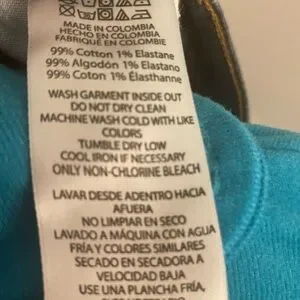 MADE IN COLOMBIA
HECHO EN COLOMBIA
FABRIQUÉ EN COLOMBIE
99% Cotton 1% Elastane
99% Algodón 1% Elastano
99% Coton 1% Élasthanne
WASH GARMENT INSIDE OUT
DO NOT DRY CLEAN
MACHINE WASH COLD WITH LIKE
COLORS
TUMBLE DRY LOW
COOL IRON IF NECESSARY
ONLY NON-CHLORINE BLEACH
LAVAR DESDE ADENTRO HACIA
AFUERA
NO LIMPIAR EN SECO
LAVADO A MÁQUINA CON AGUA
FRÍA Y COLORES SIMILARES
SECADO EN SECADORA A
VELOCIDAD BAJA
USE UNA PLANCHA FRÍA,